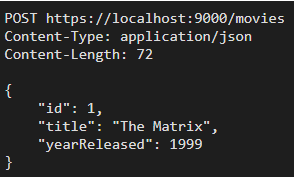 POST https://localhost:9000/movies
Content-Type: application/json
Content-Length: 72

{
    "id": 1,
    "title": "The Matrix",
    "yearReleased": 1999
}